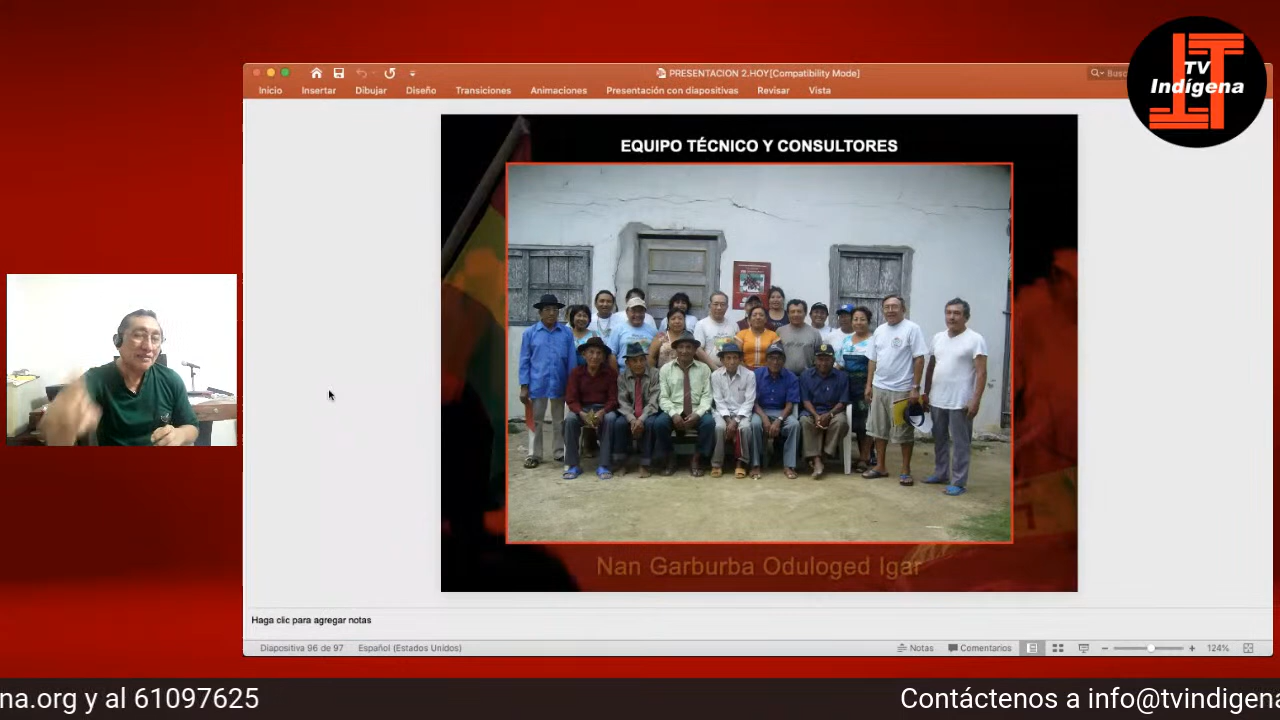 PRESENTACION 2.HOY[Compatibility Mode]
Busc
Inicio Insertar Dibujar Diseño Transiciones Animaciones Presentación con diapositivas Revisar Vista
TV
Indígena
EQUIPO TÉCNICO Y CONSULTORES
Nan Garburba Oduloged Igar
Haga clic para agregar notas
Diapositiva 96 de 97 Español (Estados Unidos) Notas Comentarios 124%
na.org y al 61097625 Contáctenos a info@tvindigena